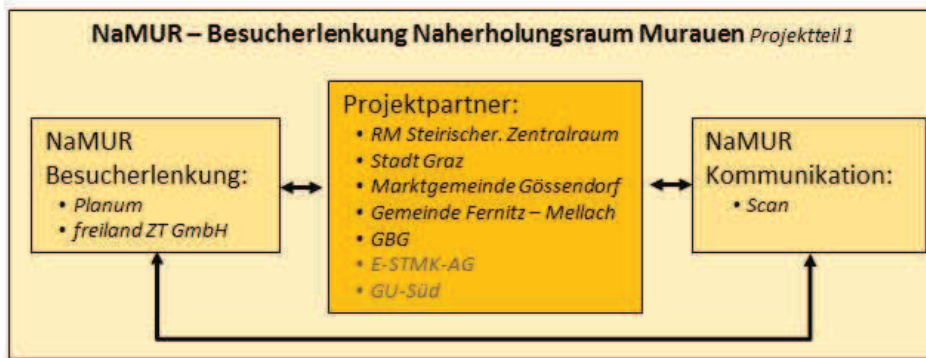 NaMUR – Besucherlenkung Naherholungsraum Murauen Projektteil 1
NaMUR
Besucherlenkung:
• Planum
• freiland ZT GmbH
Projektpartner:
• RM Steirischer. Zentralraum
• Stadt Graz
• Marktgemeinde Gössendorf
• Gemeinde Fernitz – Mellach
• GBG
• E-STMK-AG
• GU-Süd
NaMUR
Kommunikation:
• Scan